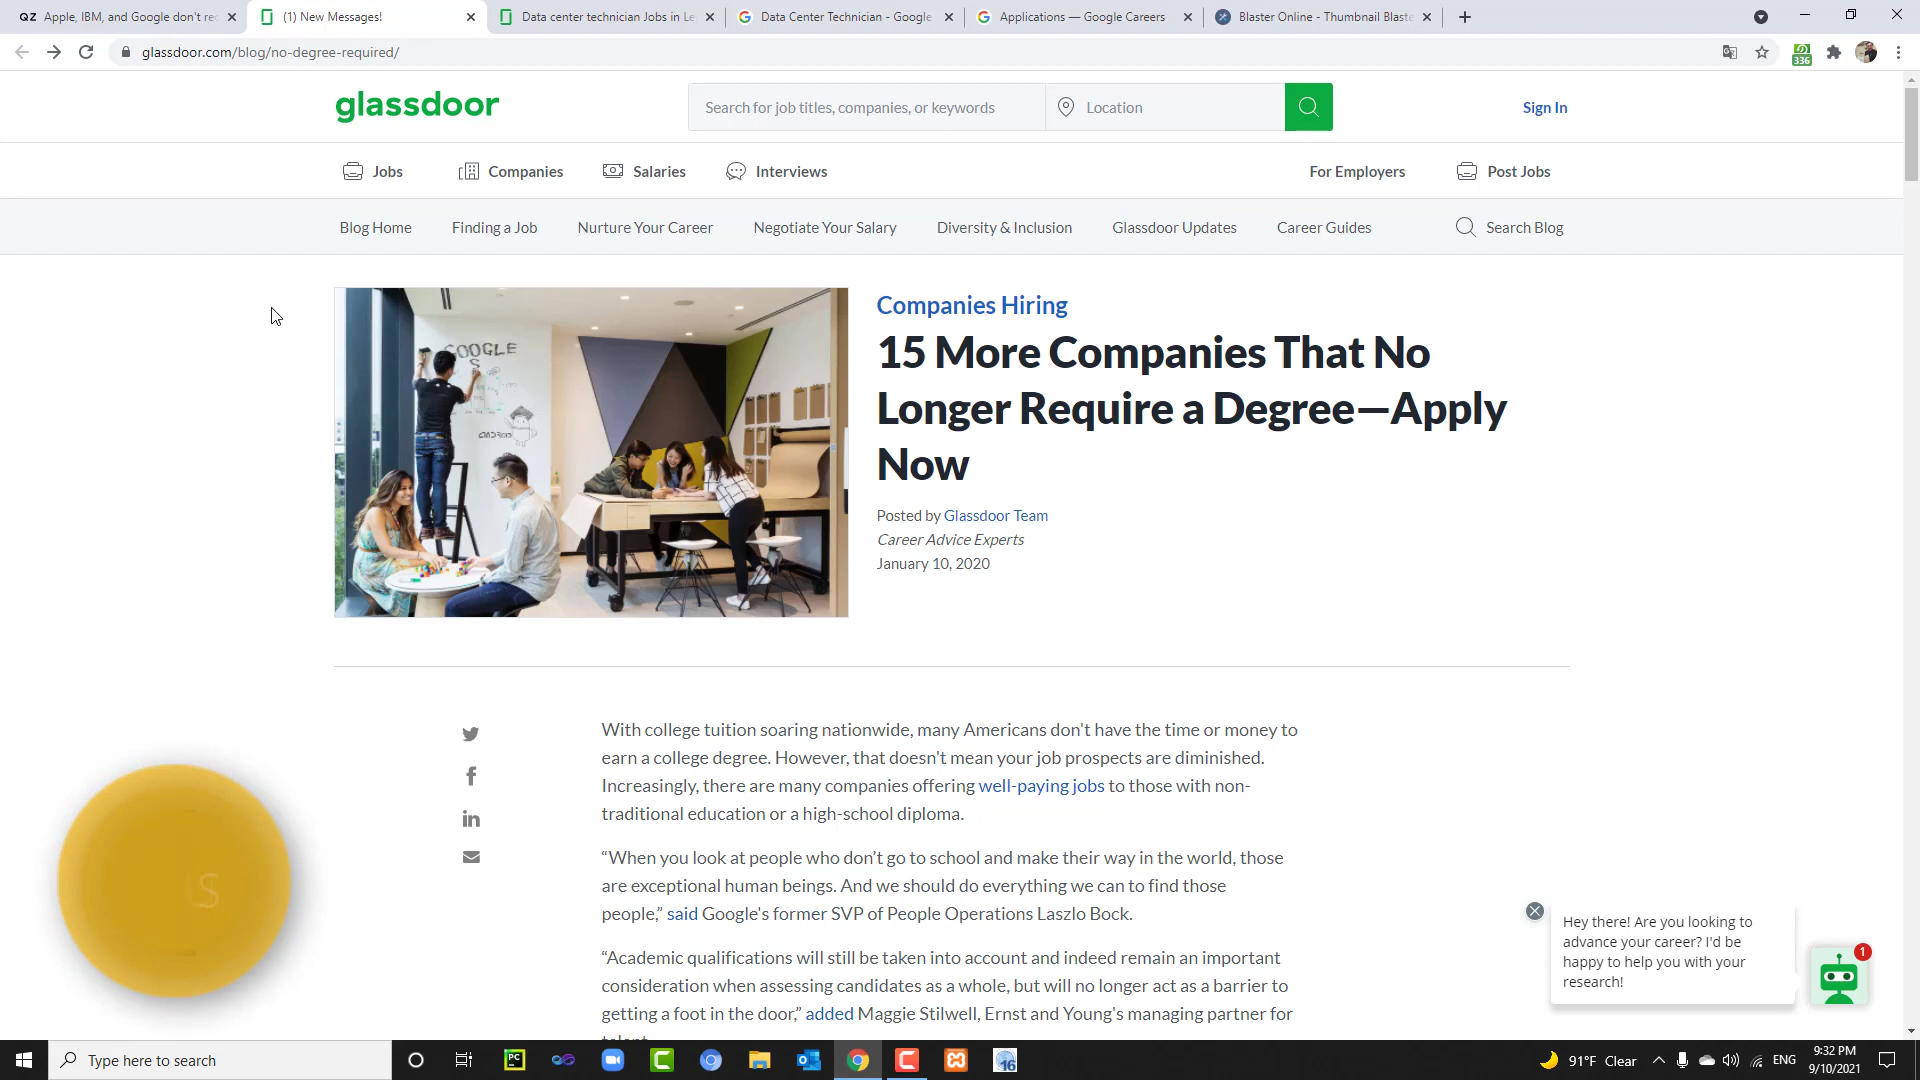 QZ Apple, IBM, and Google don't rec
(1) New Messages!
Data center technician Jobs in Le
Data Center Technician - Google
Applications — Google Careers
Blaster Online - Thumbnail Blaste
glassdoor.com/blog/no-degree-required/
336
glassdoor
Search for job titles, companies, or keywords
Location
Sign In
Jobs
Companies
Salaries
Interviews
For Employers
Post Jobs
Blog Home
Finding a Job
Nurture Your Career
Negotiate Your Salary
Diversity & Inclusion
Glassdoor Updates
Career Guides
Search Blog
GOOGLE
S
ANDROID
Companies Hiring
15 More Companies That No
Longer Require a Degree—Apply
Now
Posted by Glassdoor Team
Career Advice Experts
January 10, 2020
With college tuition soaring nationwide, many Americans don't have the time or money to
earn a college degree. However, that doesn't mean your job prospects are diminished.
Increasingly, there are many companies offering well-paying jobs to those with non-
traditional education or a high-school diploma.
“When you look at people who don’t go to school and make their way in the world, those
are exceptional human beings. And we should do everything we can to find those
people,” said Google's former SVP of People Operations Laszlo Bock.
“Academic qualifications will still be taken into account and indeed remain an important
consideration when assessing candidates as a whole, but will no longer act as a barrier to
getting a foot in the door,” added Maggie Stilwell, Ernst and Young's managing partner for
talent
S
Hey there! Are you looking to
advance your career? I'd be
happy to help you with your
research!
1
Type here to search
PC
16
91°F Clear
ENG
9:32 PM
9/10/2021